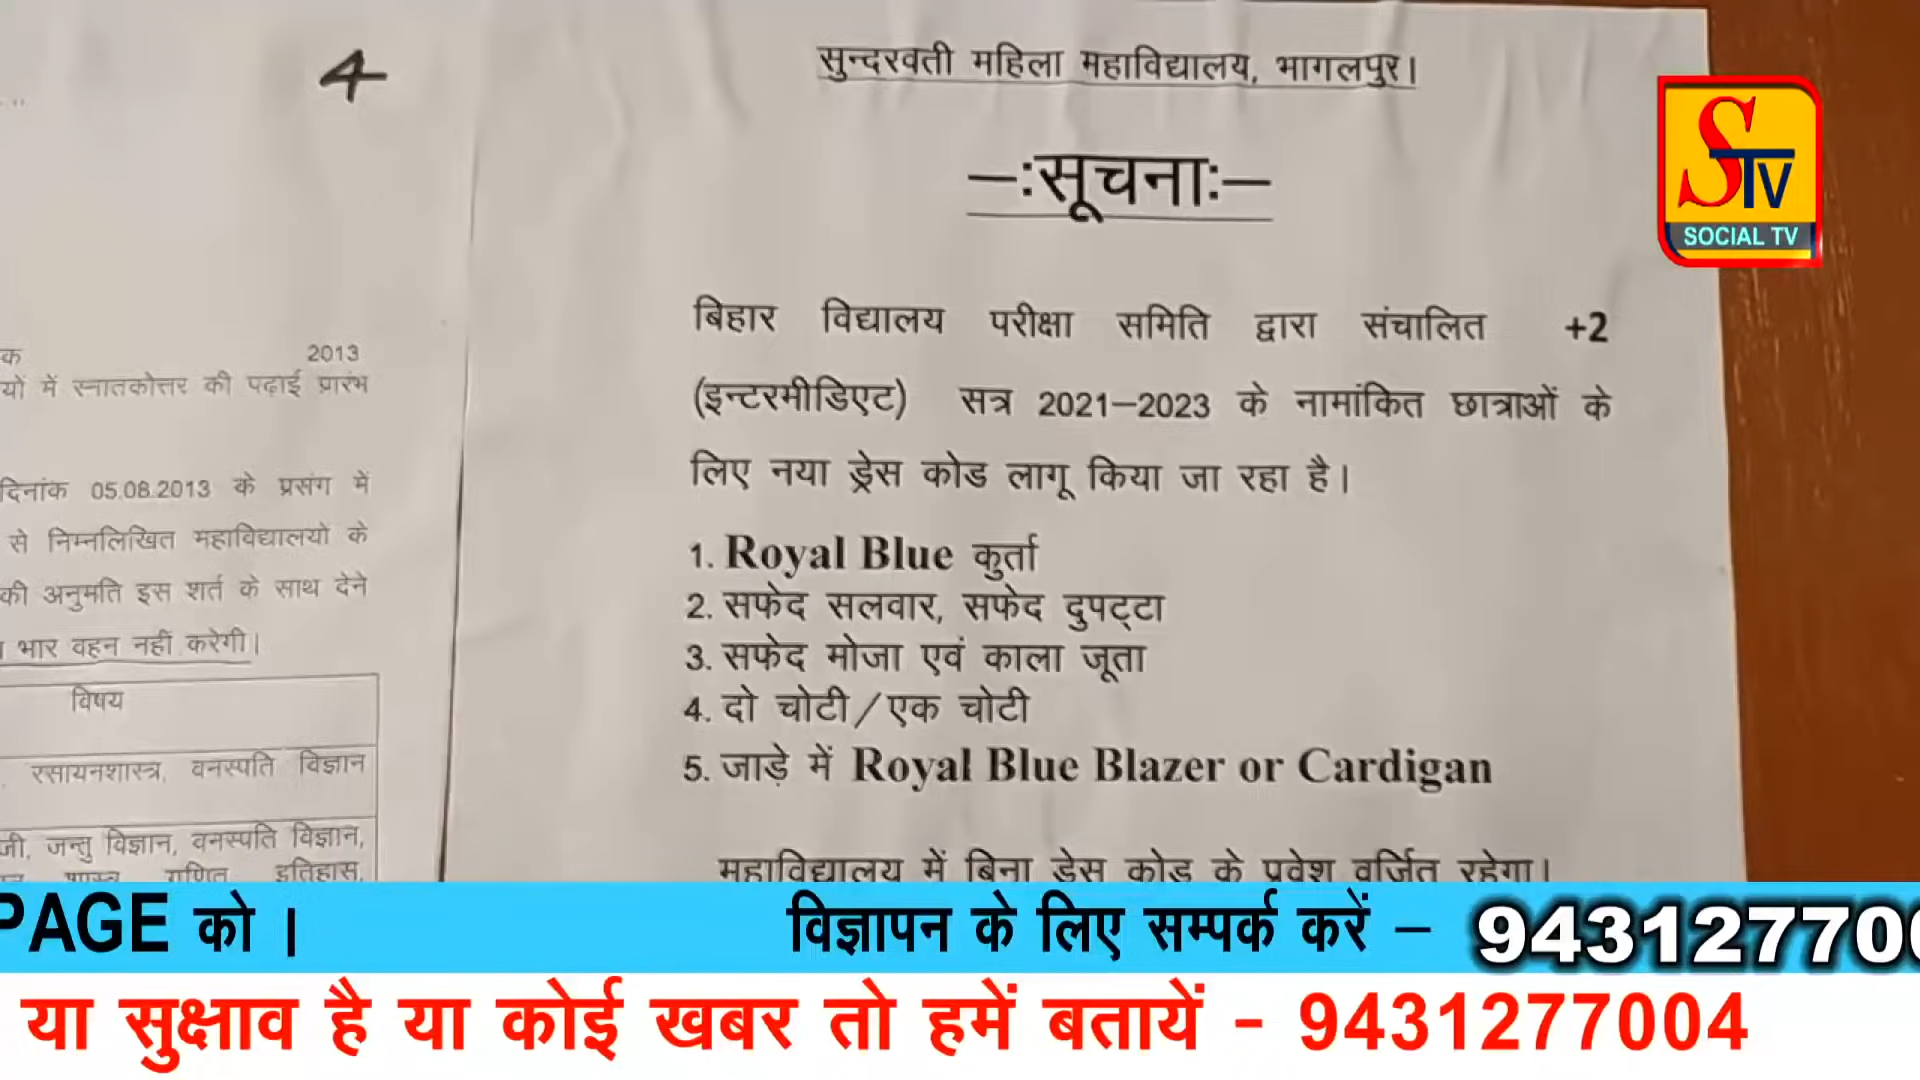 4
2013
यों में स्नातकोत्तर की पढ़ाई प्रारंभ
दिनांक 05.08.2013 के प्रसंग में
से निम्नलिखित महाविद्यालयो के
की अनुमति इस शर्त के साथ देने
भार वहन नहीं करेगी।
विषय
रसायनशास्त्र, वनस्पति विज्ञान
जी, जन्तु विज्ञान, वनस्पति विज्ञान,
शास्त्र गणित इतिहास,
सुन्दरवती महिला महाविद्यालय, भागलपुर।
—:सूचनाः—
बिहार विद्यालय परीक्षा समिति द्वारा संचालित +2
(इन्टरमीडिएट) सत्र 2021–2023 के नामांकित छात्राओं के
लिए नया ड्रेस कोड लागू किया जा रहा है।
1. Royal Blue कुर्ता
2. सफेद सलवार, सफेद दुपट्टा
3. सफेद मोजा एवं काला जूता
4. दो चोटी/एक चोटी
5. जाड़े में Royal Blue Blazer or Cardigan
महाविद्यालय में बिना ड्रेस कोड के प्रवेश वर्जित रहेगा।
STV
SOCIAL TV
PAGE को । विज्ञापन के लिए सम्पर्क करें – 943127700
या सुक्षाव है या कोई खबर तो हमें बतायें - 9431277004